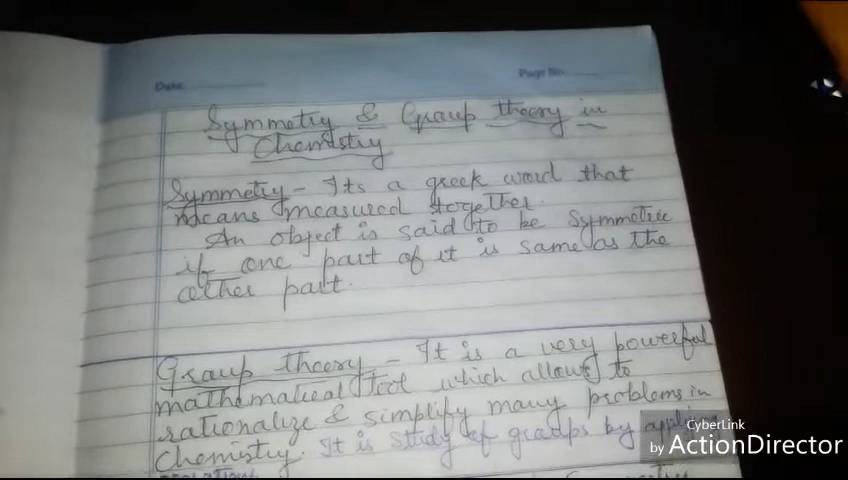 Date
Page No.
Symmetry & Group theory in
Chemistry
Symmetry - Its a greek word that
means measured together.
An object is said to be symmetric
if one part of it is same as the
other part.
Group theory - It is a very powerful
mathematical tool which allows to
rationalize & simplify many problems in
Chemistry. It is study of groups by applying
CyberLink
by ActionDirector